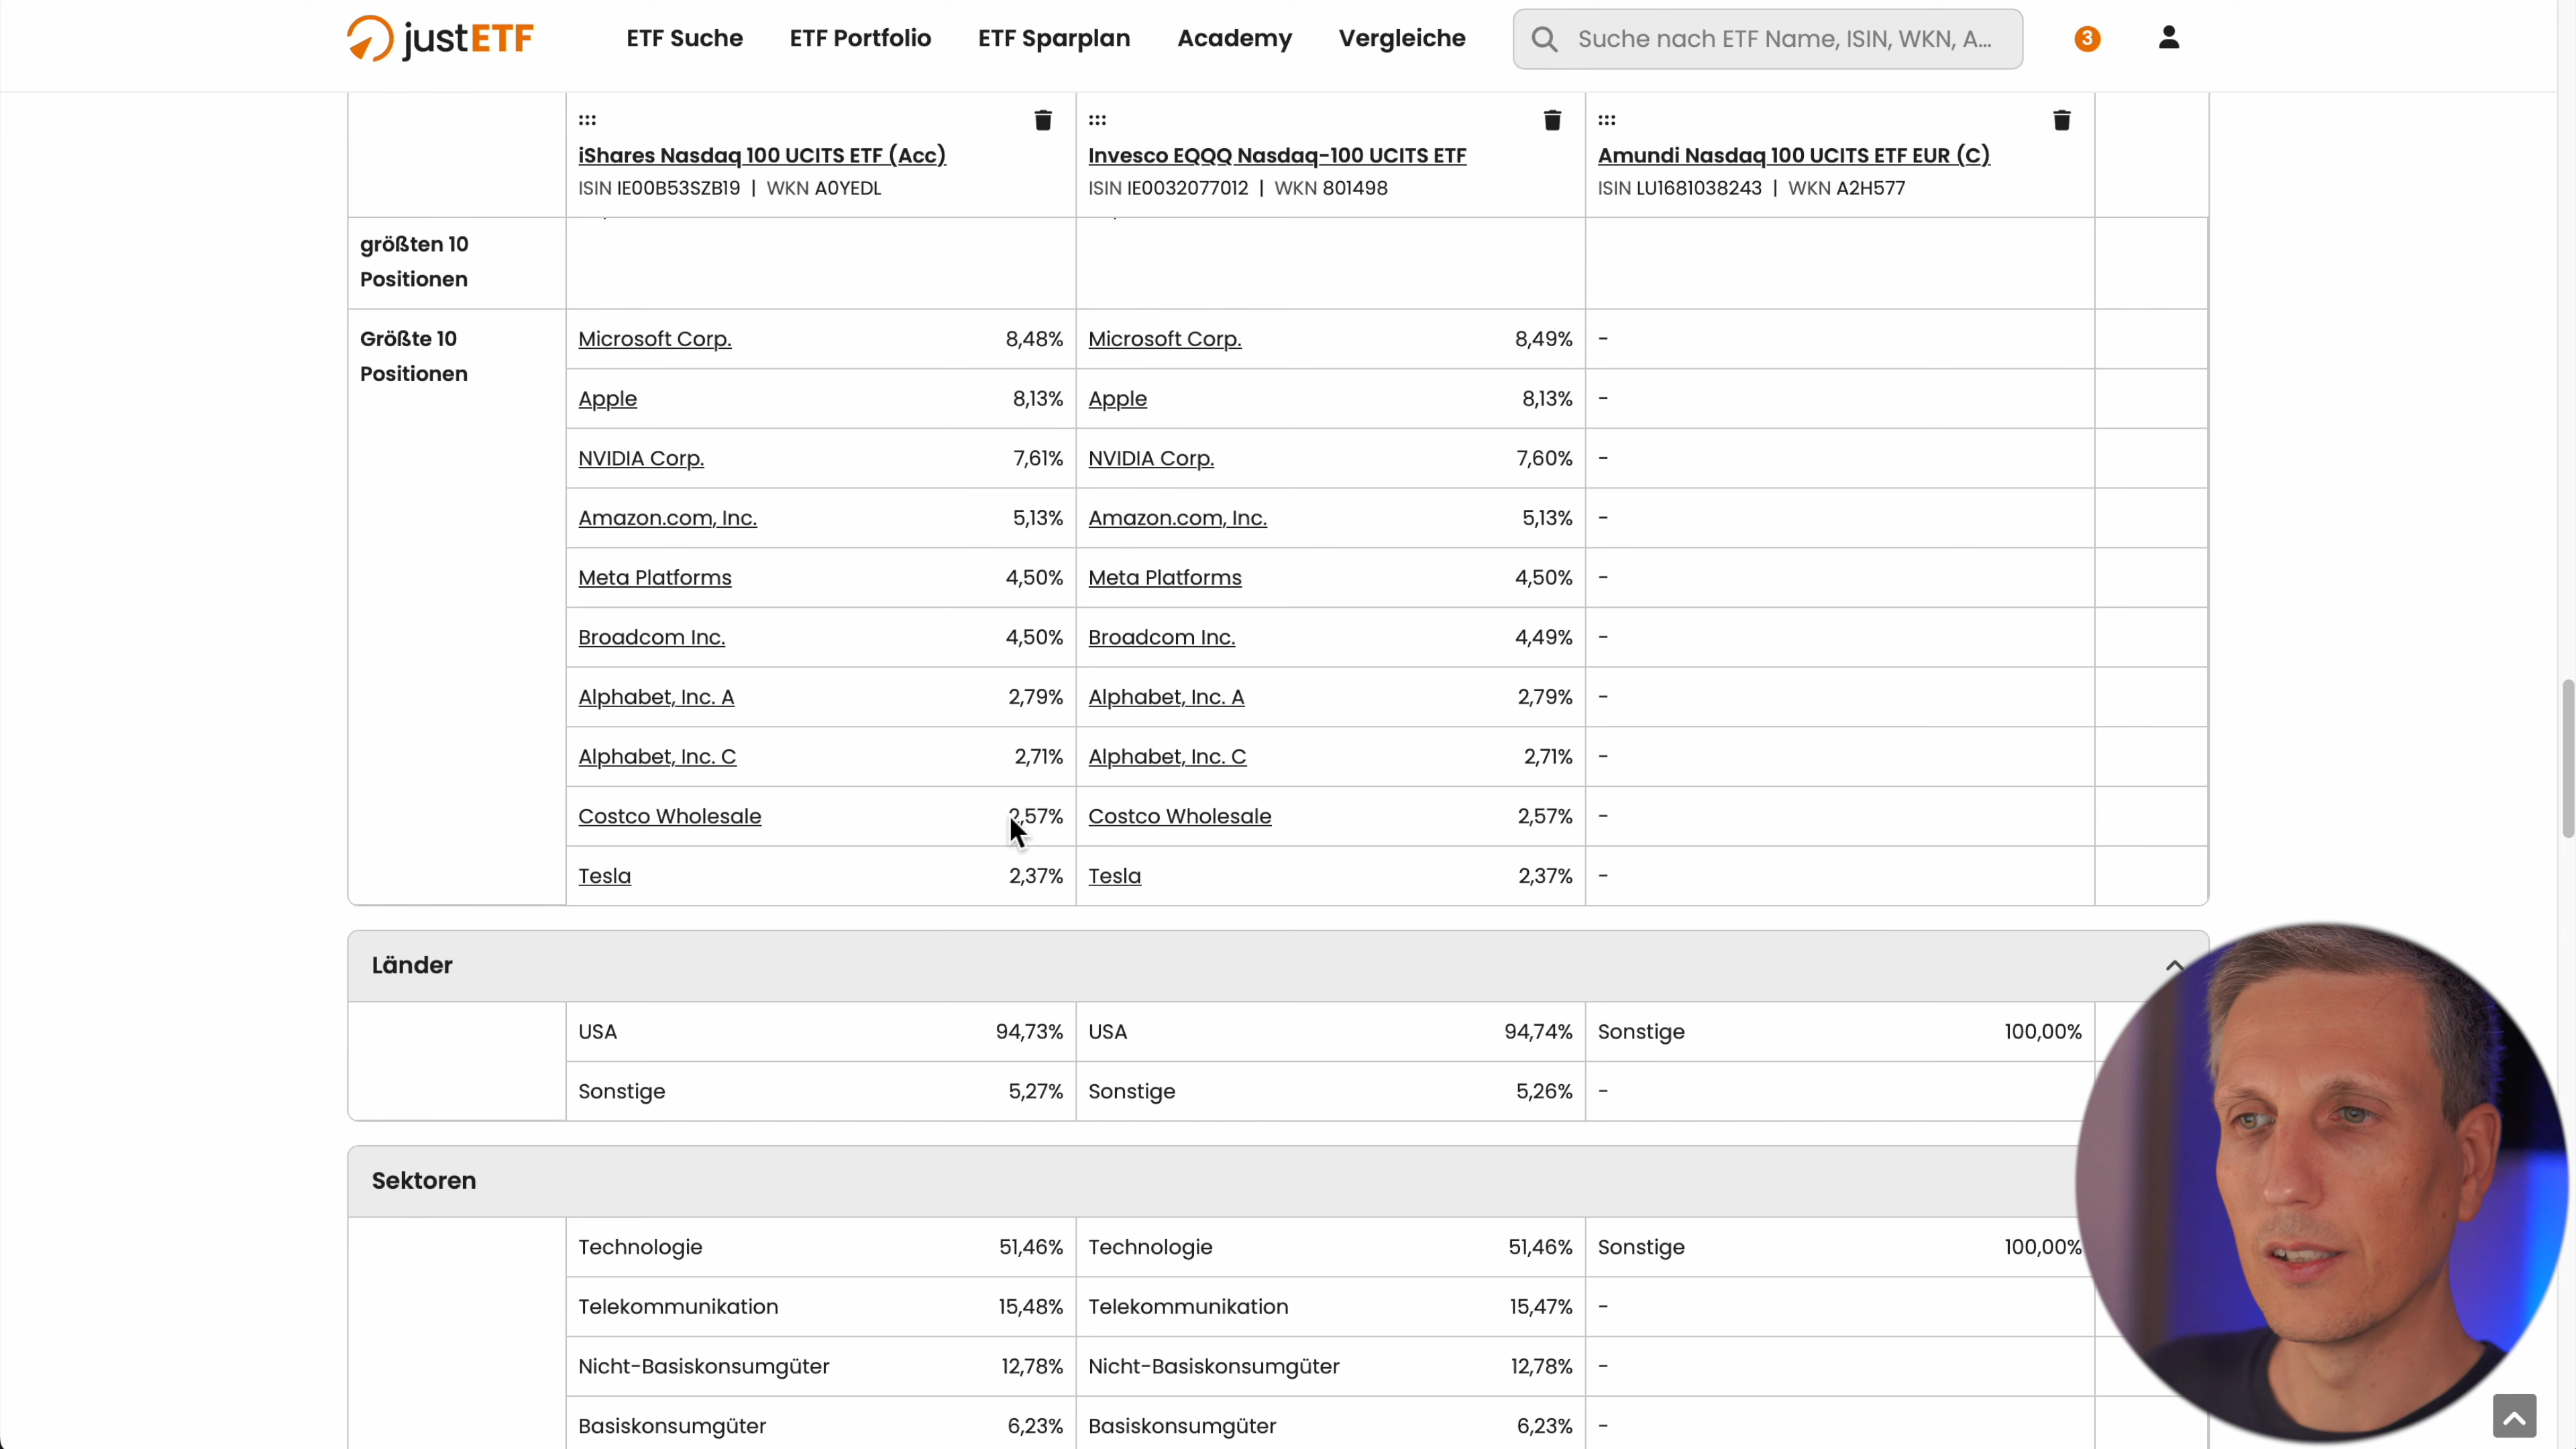 justETF ETF Suche ETF Portfolio ETF Sparplan Academy Vergleiche Suche nach ETF Name, ISIN, WKN, A... 3
iShares Nasdaq 100 UCITS ETF (Acc) Invesco EQQQ Nasdaq-100 UCITS ETF Amundi Nasdaq 100 UCITS ETF EUR (C)
ISIN IE00B53SZB19 | WKN A0YEDL ISIN IE0032077012 | WKN 801498 ISIN LU1681038243 | WKN A2H577
größten 10
Positionen
Größte 10 Microsoft Corp. 8,48% Microsoft Corp. 8,49% -
Positionen
Apple 8,13% Apple 8,13% -
NVIDIA Corp. 7,61% NVIDIA Corp. 7,60% -
Amazon.com, Inc. 5,13% Amazon.com, Inc. 5,13% -
Meta Platforms 4,50% Meta Platforms 4,50% -
Broadcom Inc. 4,50% Broadcom Inc. 4,49% -
Alphabet, Inc. A 2,79% Alphabet, Inc. A 2,79% -
Alphabet, Inc. C 2,71% Alphabet, Inc. C 2,71% -
Costco Wholesale 2,57% Costco Wholesale 2,57% -
Tesla 2,37% Tesla 2,37% -
Länder
USA 94,73% USA 94,74% Sonstige 100,00%
Sonstige 5,27% Sonstige 5,26% -
Sektoren
Technologie 51,46% Technologie 51,46% Sonstige 100,00%
Telekommunikation 15,48% Telekommunikation 15,47% -
Nicht-Basiskonsumgüter 12,78% Nicht-Basiskonsumgüter 12,78% -
Basiskonsumgüter 6,23% Basiskonsumgüter 6,23% -